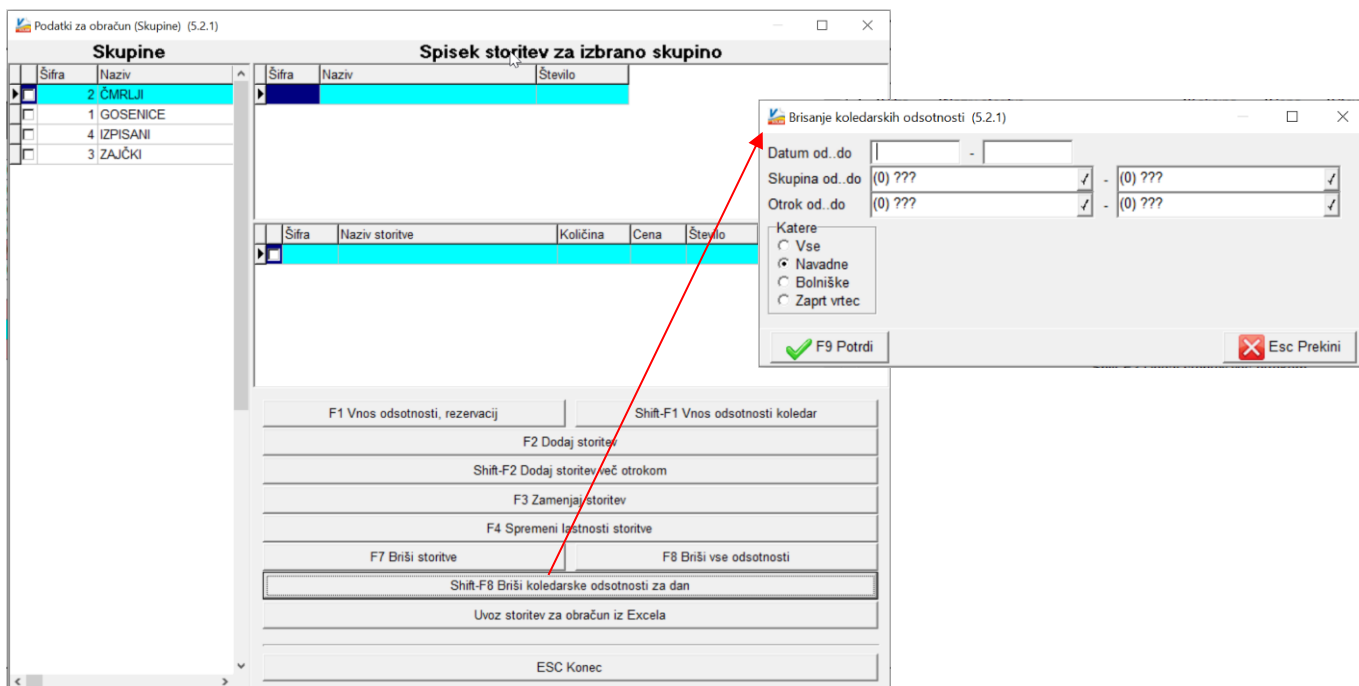 Podatki za obračun (Skupine) (5.2.1)
Skupine
Šifra Naziv
2 ČMRLJI
1 GOSENICE
4 IZPISANI
3 ZAJČKI
Spisek storitev za izbrano skupino
Šifra Naziv Število
Šifra Naziv storitve Količina Cena Število
F1 Vnos odsotnosti, rezervacij
Shift-F1 Vnos odsotnosti koledar
F2 Dodaj storitev
Shift-F2 Dodaj storitev več otrokom
F3 Zamenjaj storitev
F4 Spremeni lastnosti storitve
F7 Briši storitve
F8 Briši vse odsotnosti
Shift-F8 Briši koledarske odsotnosti za dan
Uvoz storitev za obračun iz Excela
ESC Konec
Brisanje koledarskih odsotnosti (5.2.1)
Datum od..do -
Skupina od..do (0) ??? - (0) ???
Otrok od..do (0) ??? - (0) ???
Katere
Vse
Navadne
Bolniške
Zaprt vrtec
F9 Potrdi
Esc Prekini